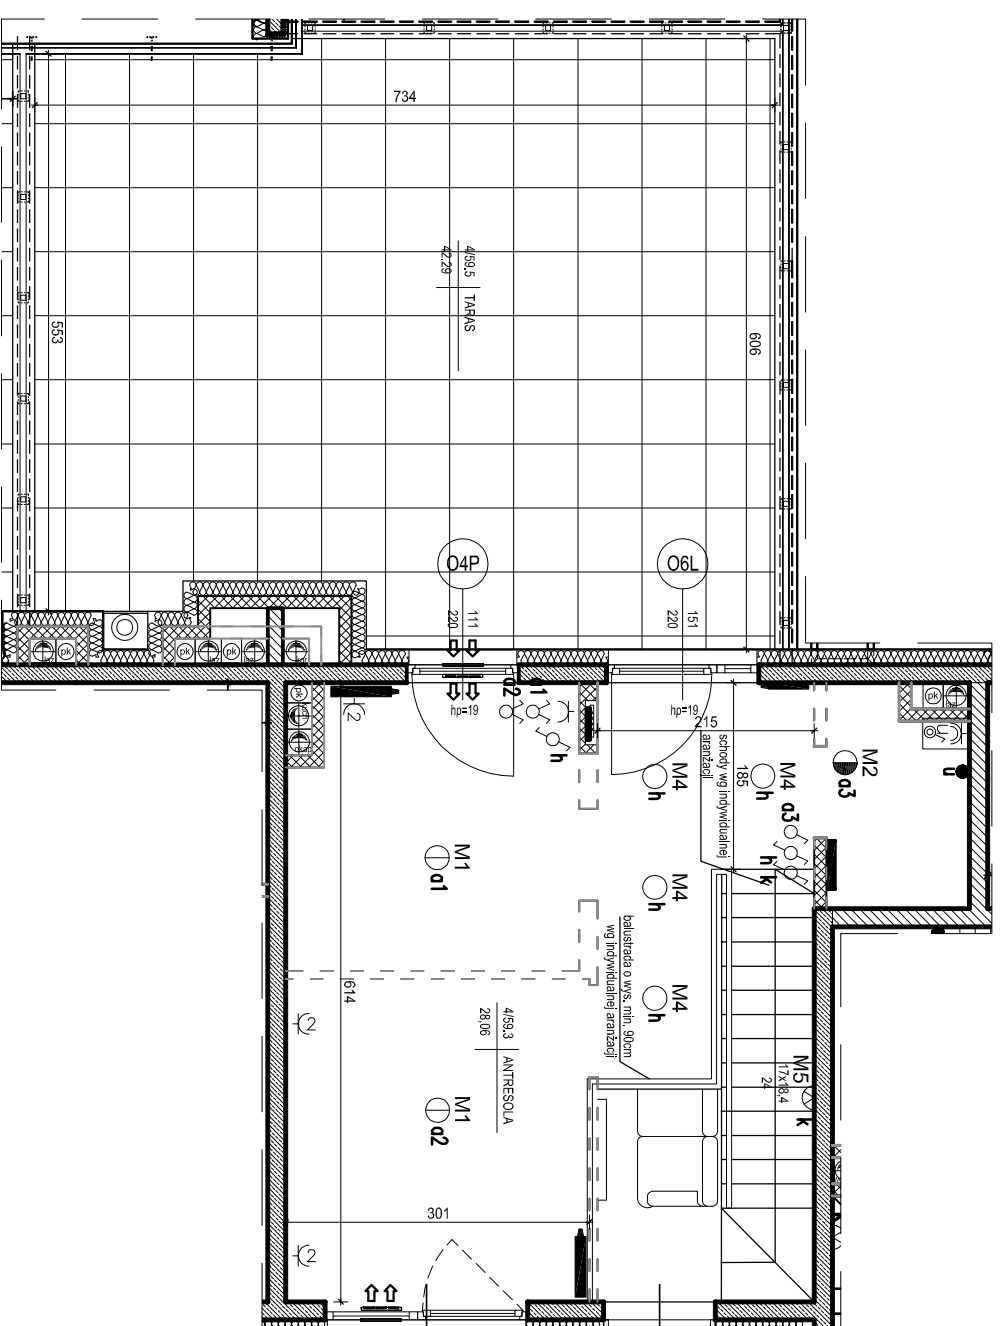 734
553
606
4/59.5 TARAS
42.29
O4P
O6L
111
220
151
220
hp=19
hp=19
pk
pk
pk
pk
pk
a1
a2
h
2
215
185
schody wg indywidualnej
aranżacji
M2
a3
u
M4
h
M4
h
a3
h k
M1
a1
M4
h
M4
h
balustrada o wys. min. 90cm
wg indywidualnej aranżacji
614
2
4/59.3 ANTRESOLA
28,06
M5
17x18,4
24
k
M1
a2
301
2